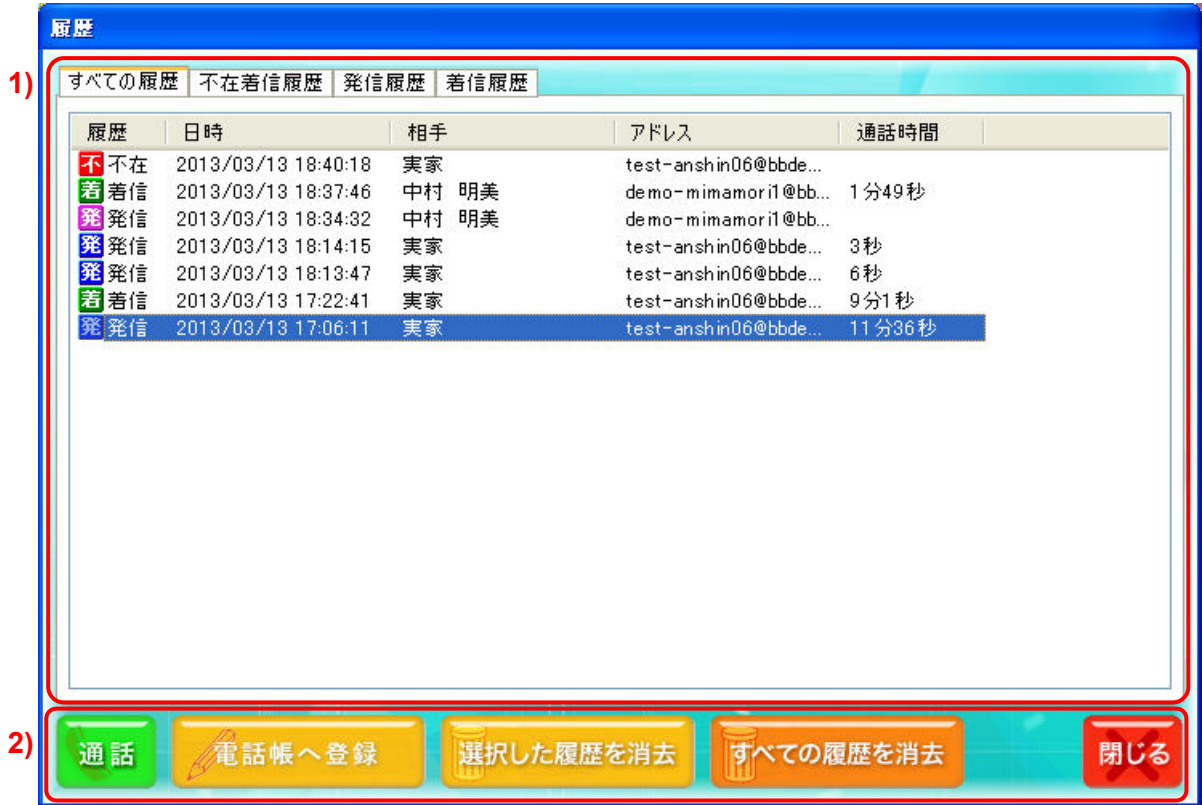 履歴
1)
すべての履歴 不在着信履歴 発信履歴 着信履歴
履歴 日時 相手 アドレス 通話時間
不 不在 2013/03/13 18:40:18 実家 test-anshin06@bbde...
着 着信 2013/03/13 18:37:46 中村 明美 demo-mimamori1@bb... 1分49秒
発 発信 2013/03/13 18:34:32 中村 明美 demo-mimamori1@bb...
発 発信 2013/03/13 18:14:15 実家 test-anshin06@bbde... 3秒
発 発信 2013/03/13 18:13:47 実家 test-anshin06@bbde... 6秒
着 着信 2013/03/13 17:22:41 実家 test-anshin06@bbde... 9分1秒
発 発信 2013/03/13 17:06:11 実家 test-anshin06@bbde... 11分36秒
2)
通話 電話帳へ登録 選択した履歴を消去 すべての履歴を消去 閉じる